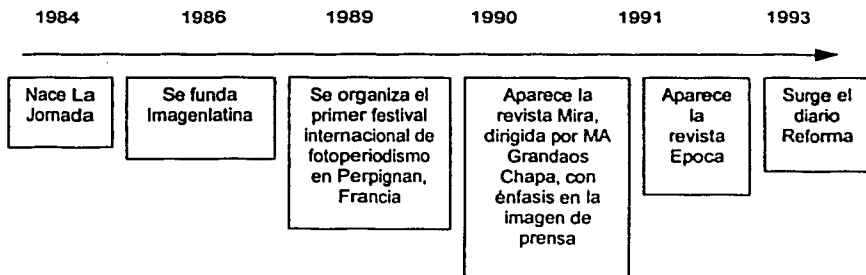 1984 1986 1989 1990 1991 1993
Nace La
Jornada
Se funda
Imagenlatina
Se organiza el
primer festival
internacional de
fotoperiodismo
en Perpignan,
Francia
Aparece la
revista Mira,
dirigida por MA
Grandaos
Chapa, con
énfasis en la
imagen de
prensa
Aparece
la
revista
Epoca
Surge el
diario
Reforma